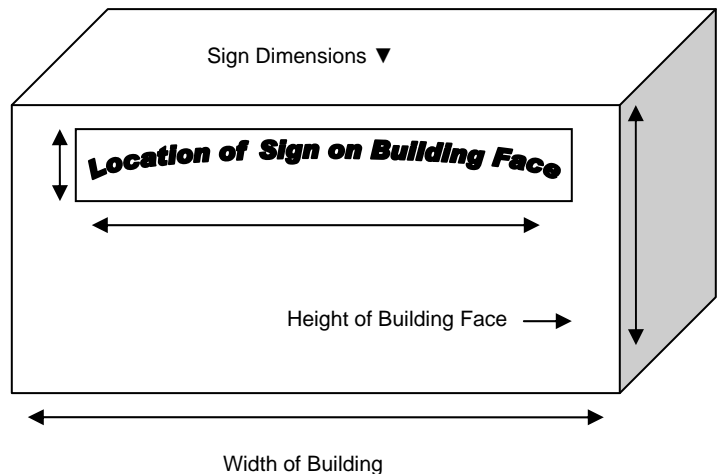 Sign Dimensions ▼
Location of Sign on Building Face
Height of Building Face
Width of Building